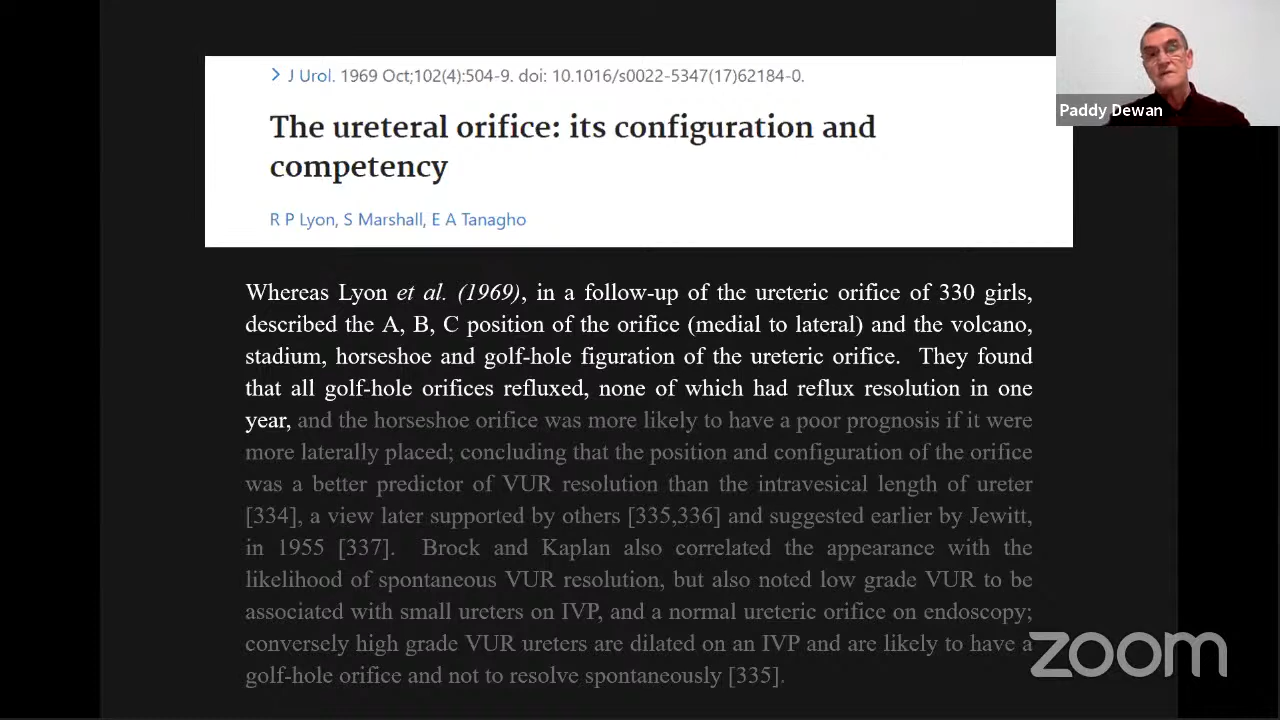 > J Urol. 1969 Oct;102(4):504-9. doi: 10.1016/s0022-5347(17)62184-0.
The ureteral orifice: its configuration and
competency
R P Lyon, S Marshall, E A Tanagho
Paddy Dewan
Whereas Lyon et al. (1969), in a follow-up of the ureteric orifice of 330 girls,
described the A, B, C position of the orifice (medial to lateral) and the volcano,
stadium, horseshoe and golf-hole figuration of the ureteric orifice. They found
that all golf-hole orifices refluxed, none of which had reflux resolution in one
year, and the horseshoe orifice was more likely to have a poor prognosis if it were
more laterally placed; concluding that the position and configuration of the orifice
was a better predictor of VUR resolution than the intravesical length of ureter
[334], a view later supported by others [335,336] and suggested earlier by Jewitt,
in 1955 [337]. Brock and Kaplan also correlated the appearance with the
likelihood of spontaneous VUR resolution, but also noted low grade VUR to be
associated with small ureters on IVP, and a normal ureteric orifice on endoscopy;
conversely high grade VUR ureters are dilated on an IVP and are likely to have a
golf-hole orifice and not to resolve spontaneously [335].
zoom